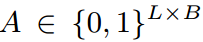 A ∈ {0, 1}^{L×B}